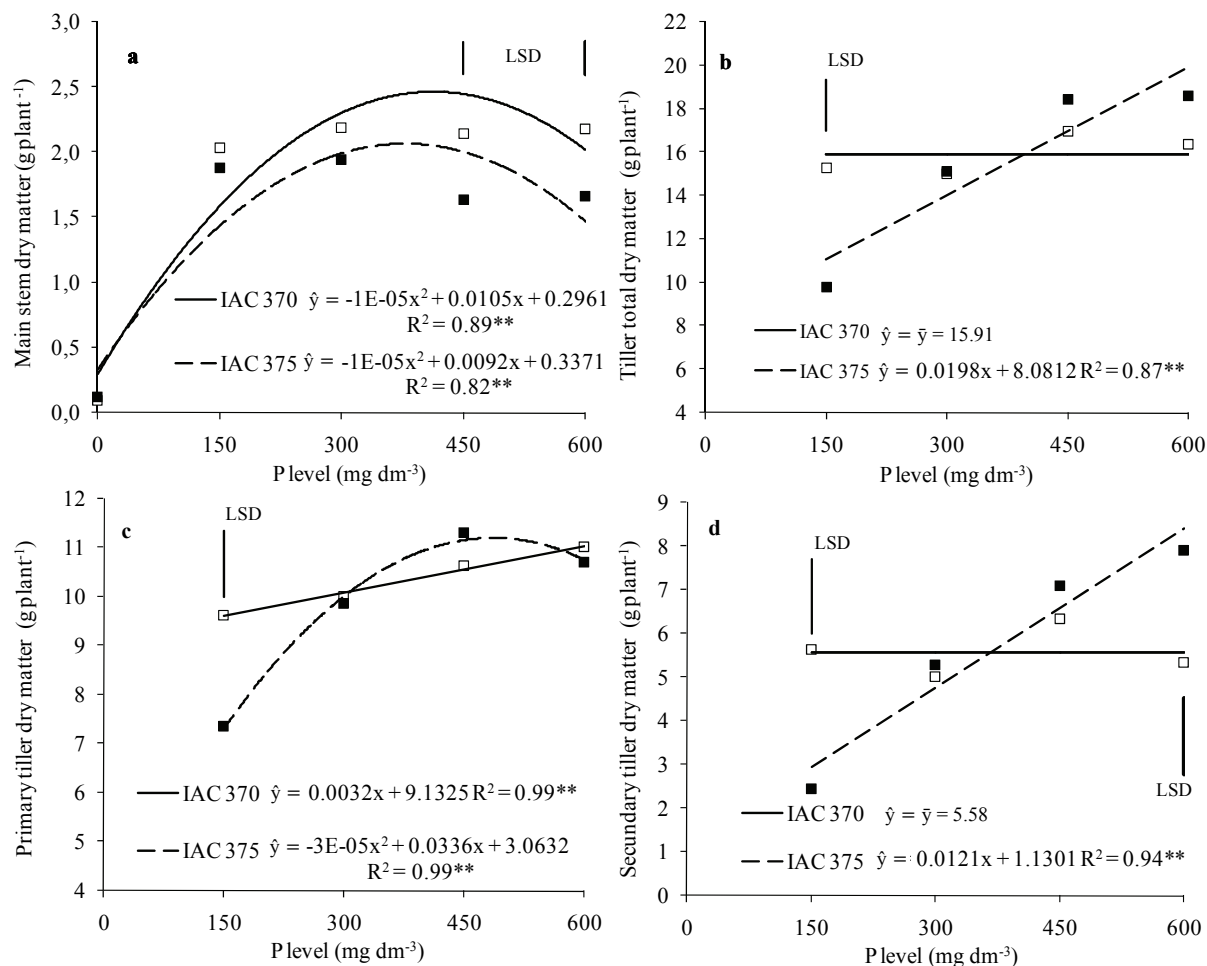 a
LSD
Main stem dry matter (gplant⁻¹)
3,0
2,5
2,0
1,5
1,0
0,5
0,0
IAC 370 ŷ = -1E-05x² + 0.0105x + 0.2961
R² = 0.89**
IAC 375 ŷ = -1E-05x² + 0.0092x + 0.3371
R² = 0.82**
0 150 300 450 600
P level (mg dm⁻³)
b
LSD
Tiller total dry matter (gplant⁻¹)
22
20
18
16
14
12
10
8
6
4
IAC 370 ŷ = ȳ = 15.91
IAC 375 ŷ = 0.0198x + 8.0812 R² = 0.87**
0 150 300 450 600
P level (mg dm⁻³)
c
LSD
Primary tiller dry matter (gplant⁻¹)
12
11
10
9
8
7
6
5
4
IAC 370 ŷ = 0.0032x + 9.1325 R² = 0.99**
IAC 375 ŷ = -3E-05x² + 0.0336x + 3.0632
R² = 0.99**
0 150 300 450 600
P level (mg dm⁻³)
d
LSD
Secundary tiller dry matter (gplant⁻¹)
9
8
7
6
5
4
3
2
1
0
LSD
IAC 370 ŷ = ȳ = 5.58
IAC 375 ŷ = 0.0121x + 1.1301 R² = 0.94**
0 150 300 450 600
P level (mg dm⁻³)